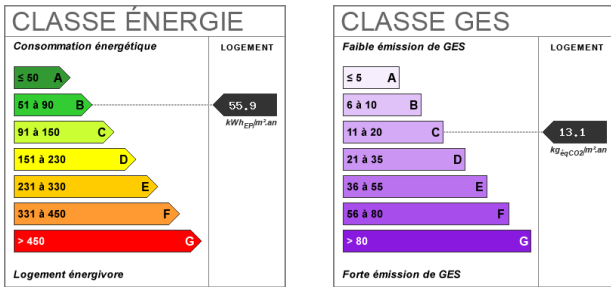 CLASSE ÉNERGIE
Consommation énergétique
LOGEMENT
≤ 50 A
51 à 90 B
55.9
kWhEP/m².an
91 à 150 C
151 à 230 D
231 à 330 E
331 à 450 F
> 450 G
Logement énergivore
CLASSE GES
Faible émission de GES
LOGEMENT
≤ 5 A
6 à 10 B
11 à 20 C
13.1
kgéqCO2/m².an
21 à 35 D
36 à 55 E
56 à 80 F
> 80 G
Forte émission de GES